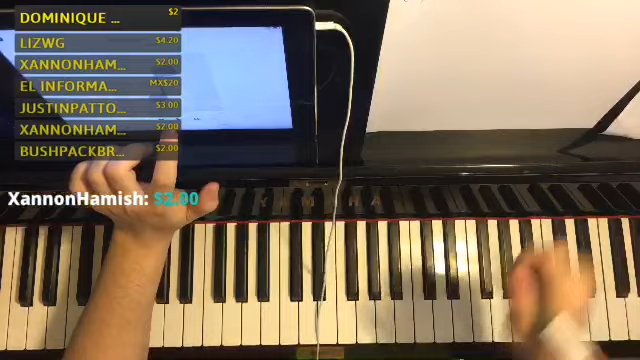 DOMINIQUE ... $2
LIZWG $4.20
XANNONHAM... $2.00
EL INFORMA... MX$20
JUSTINPATTO... $3.00
XANNONHAM... $2.00
BUSHPACKBR... $2.00
XannonHamish: $2.00
YAMAHA